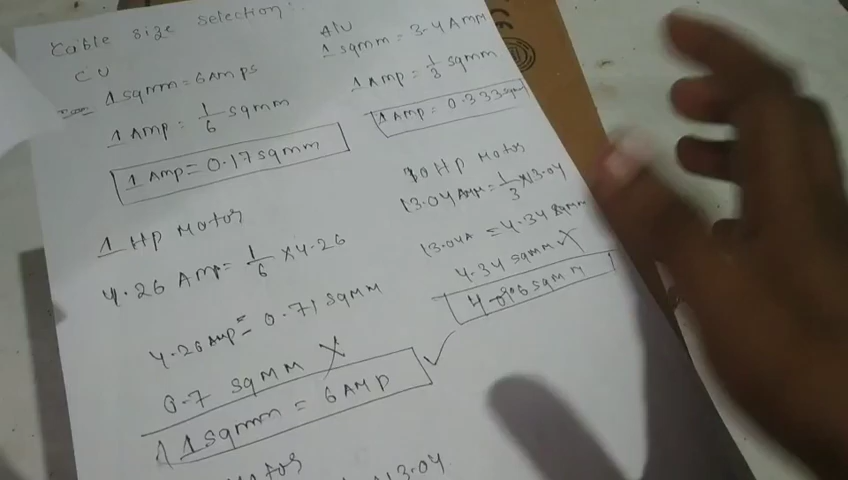 Cable size selection:
CU
1 sqmm = 6 Amps
1 Amp = 1/6 sqmm
1 Amp = 0.17 sqmm
1 HP Motor
4.26 Amp = 1/6 × 4.26
4.26 Amp = 0.71 sqmm
0.7 sqmm X
1 sqmm = 6 Amp ✓
Alu
1 sqmm = 3-4 Amp
1 Amp = 1/3 sqmm
1 Amp = 0.333 sqmm
HP Motor
13.04 Amp = 1/3 × 13.04
13.04 A = 4.34 sqmm
4.34 sqmm X
sqmm
13.04